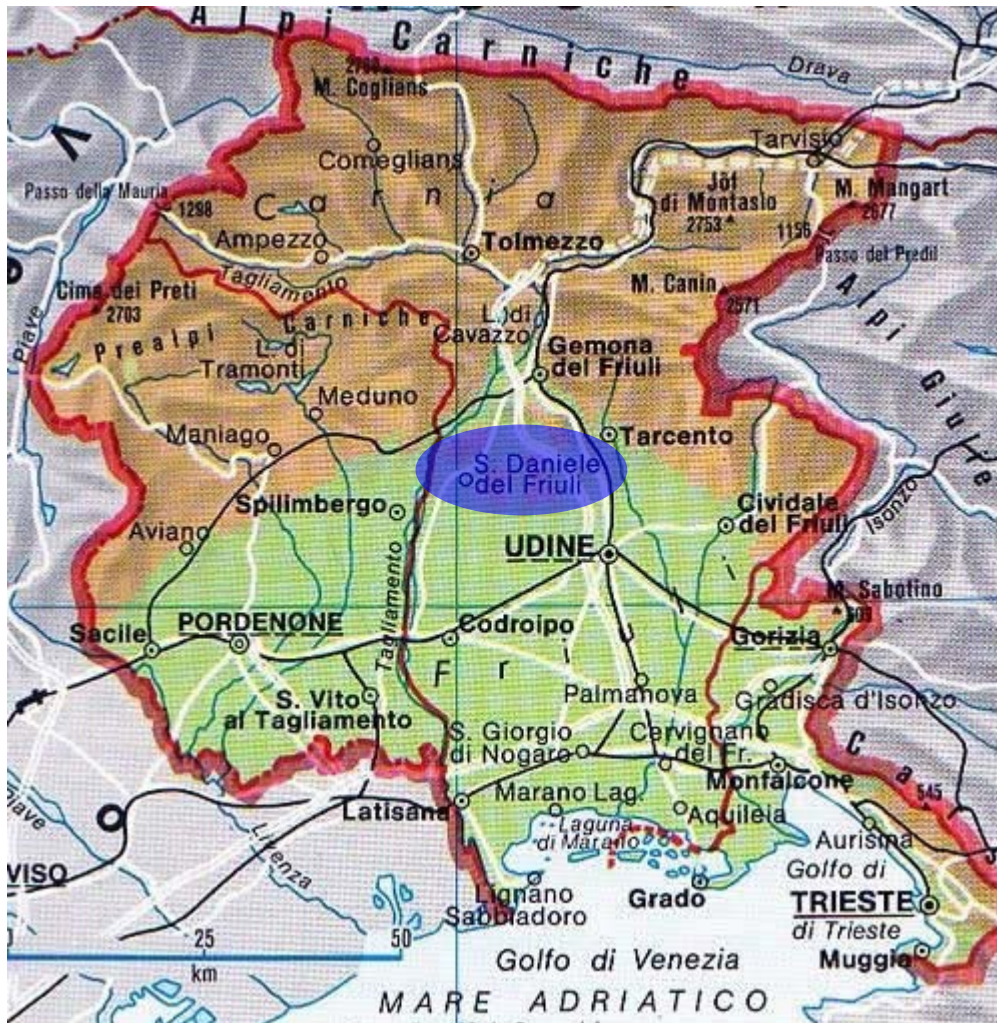 Alpi Carniche
Drava
2780
M. Coglians
Tarvisio
Comeglians
Jôf
di Montasio
2753
M. Mangart
2677
Passo della Mauria
1298
Carnia
1156
Ampezzo
Tolmezzo
Passo del Predil
Tagliamento
M. Canin
2571
Cima dei Preti
2703
Piave
L. di
Cavazzo
Alpi Giulie
Prealpi Carniche
L. di
Tramonti
Gemona
del Friuli
Meduno
Maniago
Tarcento
S. Daniele
del Friuli
Spilimbergo
Cividale
del Friuli
Isonzo
Aviano
UDINE
Tagliamento
M. Sabotino
609
PORDENONE
Sacile
Codroipo
Gorizia
F r
Palmanova
Gradisca d'Isonzo
S. Vito
al Tagliamento
S. Giorgio
di Nogaro
Cervignano
del Fr.
Monfalcone
Latisana
Marano Lag.
Aquileia
545
Piave
Livenza
Laguna
di Marano
Aurisina
VISO
Lignano
Sabbiadoro
Grado
Golfo di
TRIESTE
di Trieste
Muggia
25
50
km
Golfo di Venezia
MARE ADRIATICO